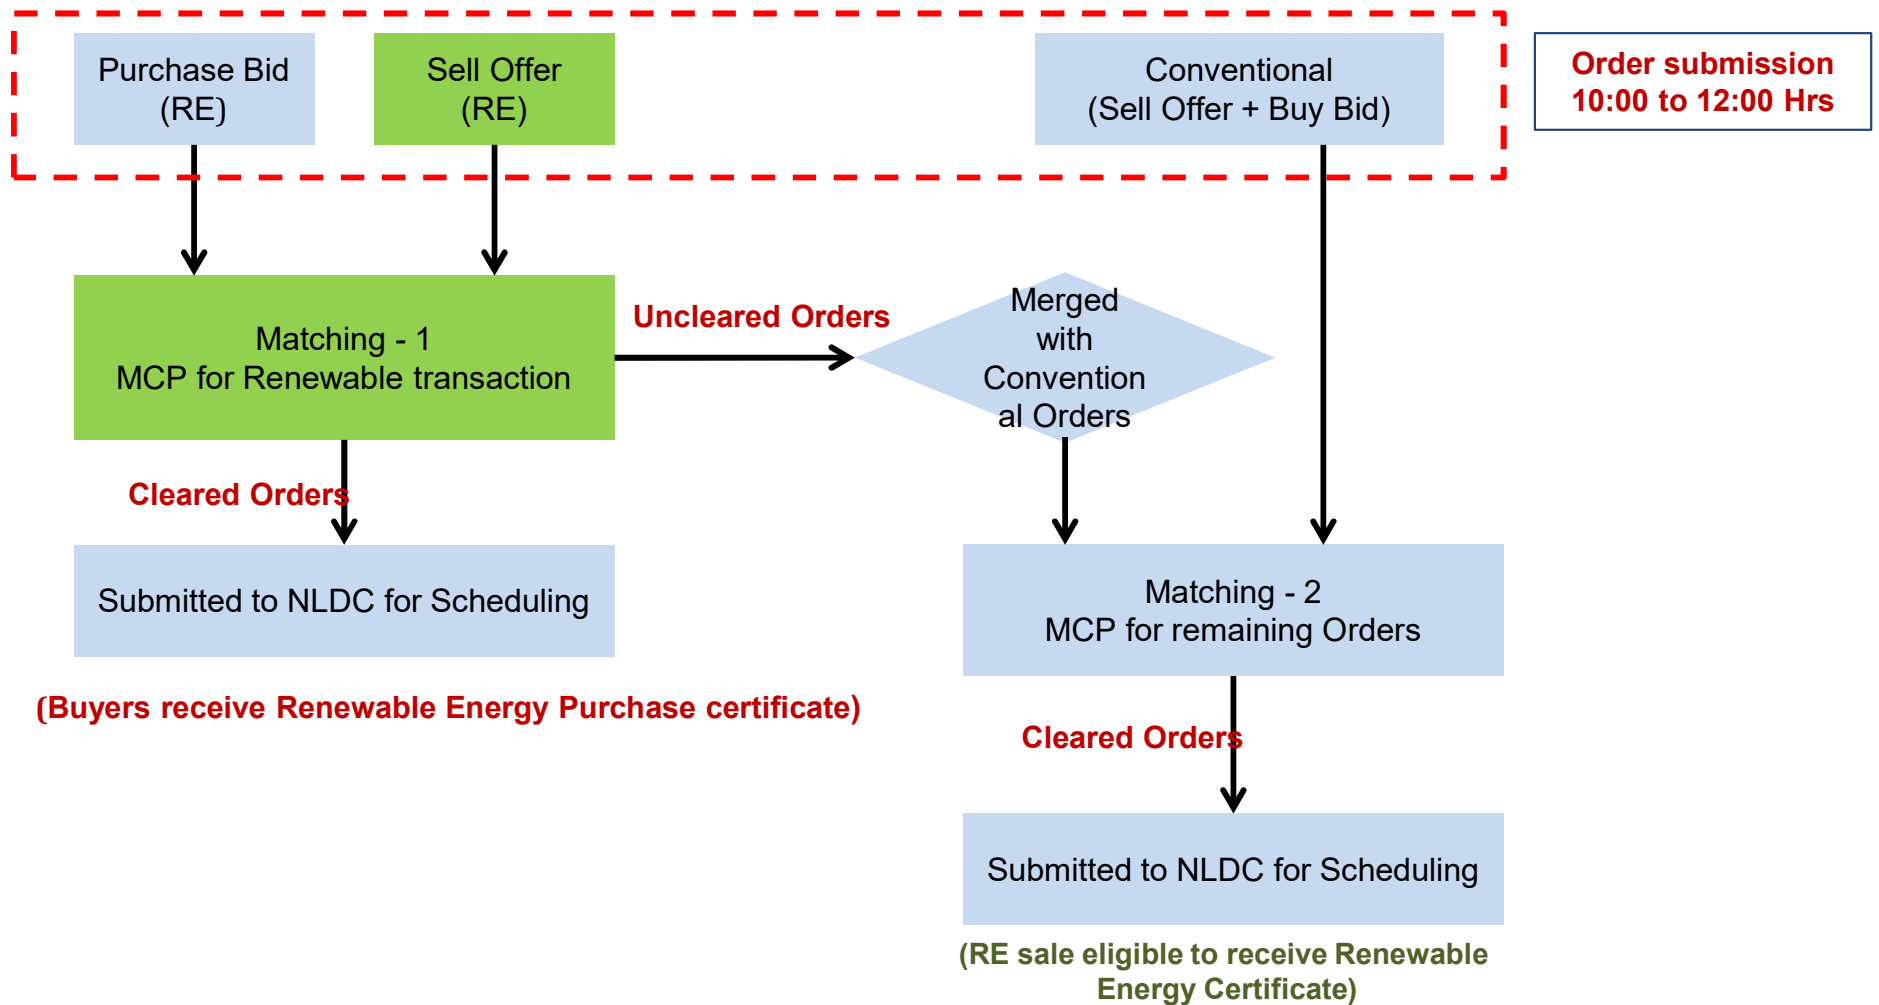 Purchase Bid
(RE)
Sell Offer
(RE)
Conventional
(Sell Offer + Buy Bid)
Order submission
10:00 to 12:00 Hrs
Matching - 1
MCP for Renewable transaction
Uncleared Orders
Merged
with
Convention
al Orders
Cleared Orders
Submitted to NLDC for Scheduling
(Buyers receive Renewable Energy Purchase certificate)
Matching - 2
MCP for remaining Orders
Cleared Orders
Submitted to NLDC for Scheduling
(RE sale eligible to receive Renewable
Energy Certificate)